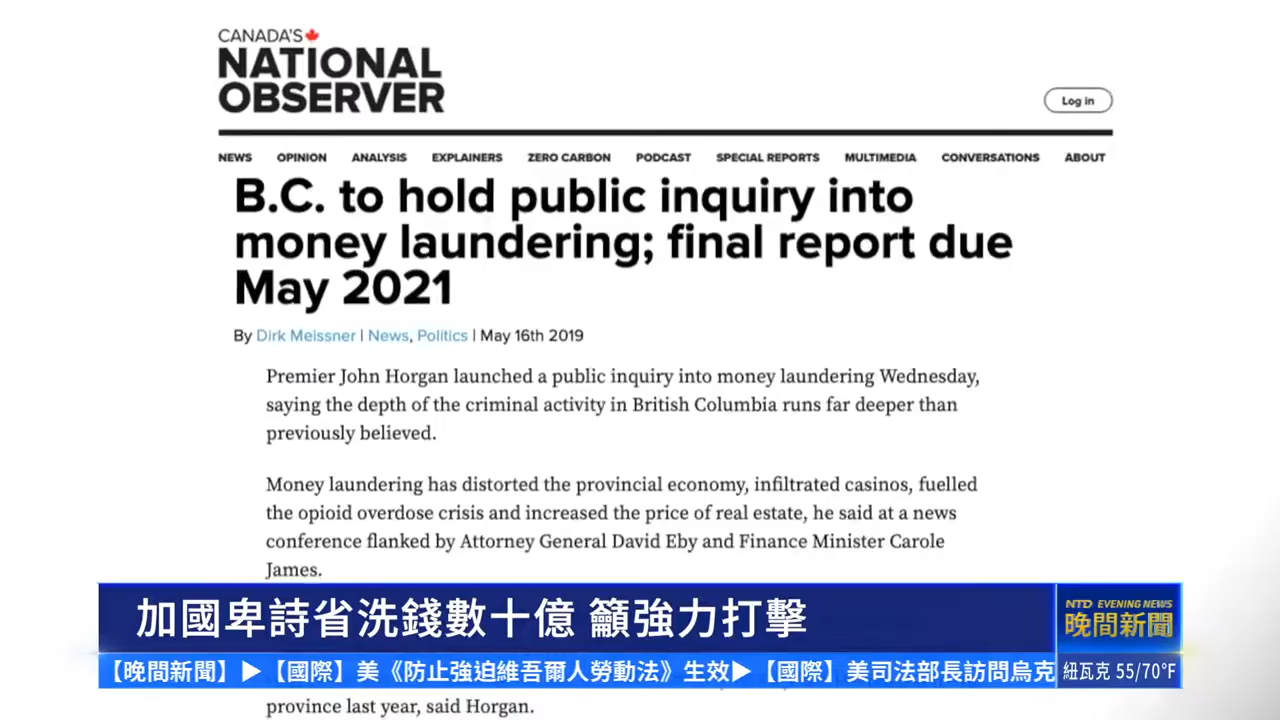 CANADA'S
NATIONAL
OBSERVER
Log in
NEWS OPINION ANALYSIS EXPLAINERS ZERO CARBON PODCAST SPECIAL REPORTS MULTIMEDIA CONVERSATIONS ABOUT
B.C. to hold public inquiry into
money laundering; final report due
May 2021
By Dirk Meissner | News, Politics | May 16th 2019
Premier John Horgan launched a public inquiry into money laundering Wednesday,
saying the depth of the criminal activity in British Columbia runs far deeper than
previously believed.
Money laundering has distorted the provincial economy, infiltrated casinos, fuelled
the opioid overdose crisis and increased the price of real estate, he said at a news
conference flanked by Attorney General David Eby and Finance Minister Carole
James.
加國卑詩省洗錢數十億 籲強力打擊
NTD EVENING NEWS
晚間新聞
【晚間新聞】▶【國際】美《防止強迫維吾爾人勞動法》生效▶【國際】美司法部長訪問烏克
紐瓦克 55/70°F
province last year, said Horgan.